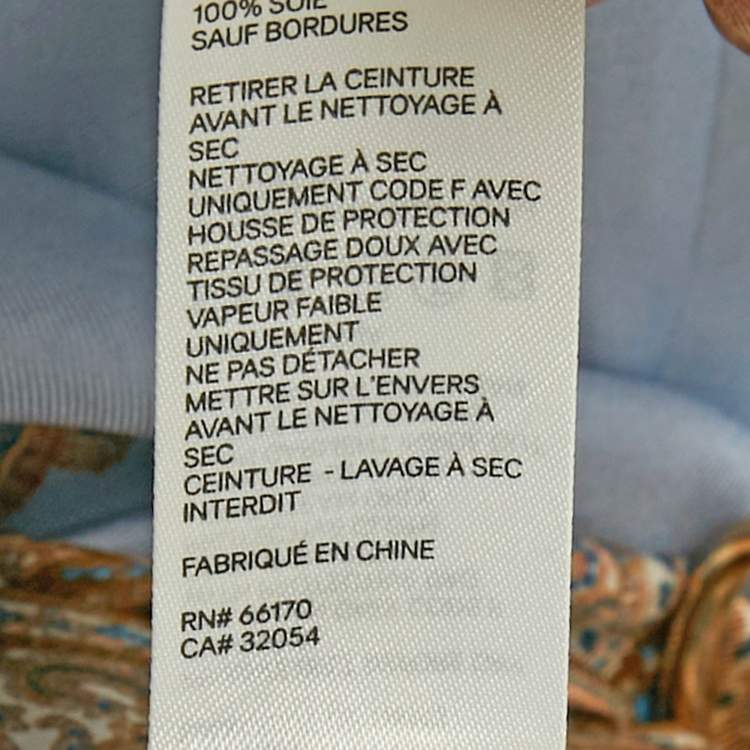 100% SOIE
SAUF BORDURES
RETIRER LA CEINTURE
AVANT LE NETTOYAGE À
SEC
NETTOYAGE À SEC
UNIQUEMENT CODE F AVEC
HOUSSE DE PROTECTION
REPASSAGE DOUX AVEC
TISSU DE PROTECTION
VAPEUR FAIBLE
UNIQUEMENT
NE PAS DÉTACHER
METTRE SUR L'ENVERS
AVANT LE NETTOYAGE À
SEC
CEINTURE - LAVAGE À SEC
INTERDIT
FABRIQUÉ EN CHINE
RN# 66170
CA# 32054